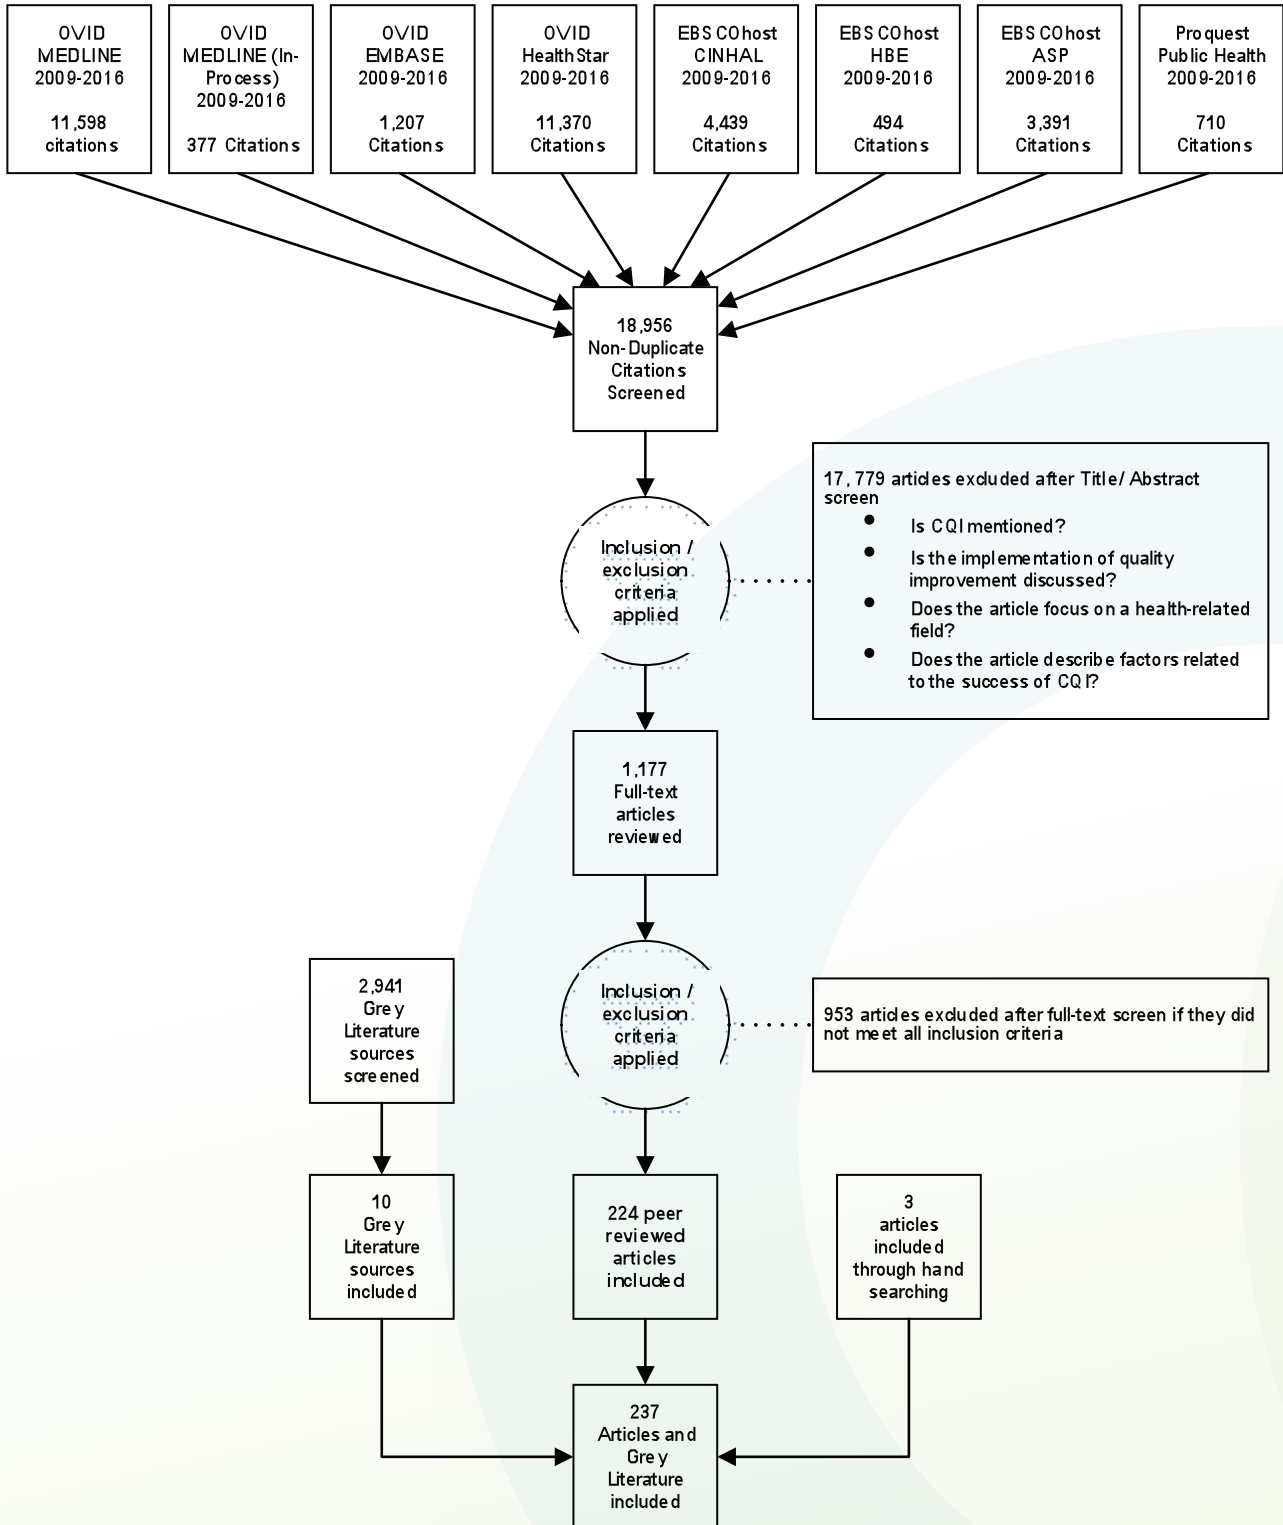 OVID
MEDLINE
2009-2016
11,598
citations
OVID
MEDLINE (In-
Process)
2009-2016
377 Citations
OVID
EMBASE
2009-2016
1,207
Citations
OVID
HealthStar
2009-2016
11,370
Citations
EBSCOhost
CINHAL
2009-2016
4,439
Citations
EBSCOhost
HBE
2009-2016
494
Citations
EBSCOhost
ASP
2009-2016
3,391
Citations
Proquest
Public Health
2009-2016
710
Citations
18,956
Non-Duplicate
Citations
Screened
Inclusion /
exclusion
criteria
applied
17, 779 articles excluded after Title/ Abstract
screen
• Is CQI mentioned?
• Is the implementation of quality
improvement discussed?
• Does the article focus on a health-related
field?
• Does the article describe factors related
to the success of CQI?
1,177
Full-text
articles
reviewed
2,941
Grey
Literature
sources
screened
Inclusion /
exclusion
criteria
applied
953 articles excluded after full-text screen if they did
not meet all inclusion criteria
10
Grey
Literature
sources
included
224 peer
reviewed
articles
included
3
articles
included
through hand
searching
237
Articles and
Grey
Literature
included